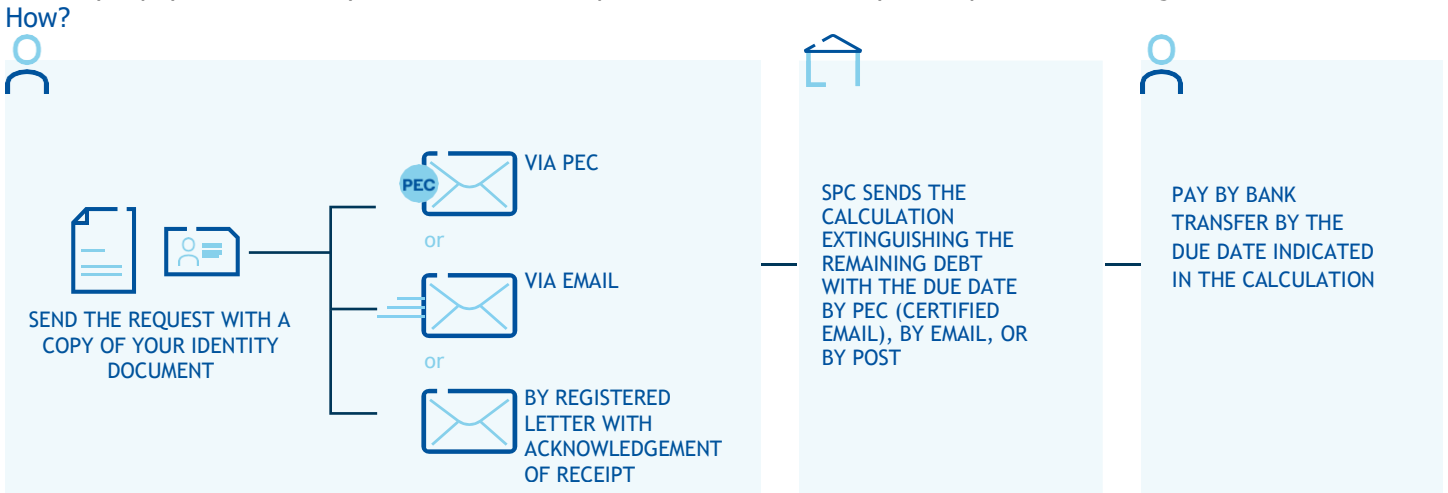 How?
PEC
VIA PEC
or
VIA EMAIL
or
BY REGISTERED
LETTER WITH
ACKNOWLEDGEMENT
OF RECEIPT
SEND THE REQUEST WITH A
COPY OF YOUR IDENTITY
DOCUMENT
SPC SENDS THE
CALCULATION
EXTINGUISHING THE
REMAINING DEBT
WITH THE DUE DATE
BY PEC (CERTIFIED
EMAIL), BY EMAIL, OR
BY POST
PAY BY BANK
TRANSFER BY THE
DUE DATE INDICATED
IN THE CALCULATION